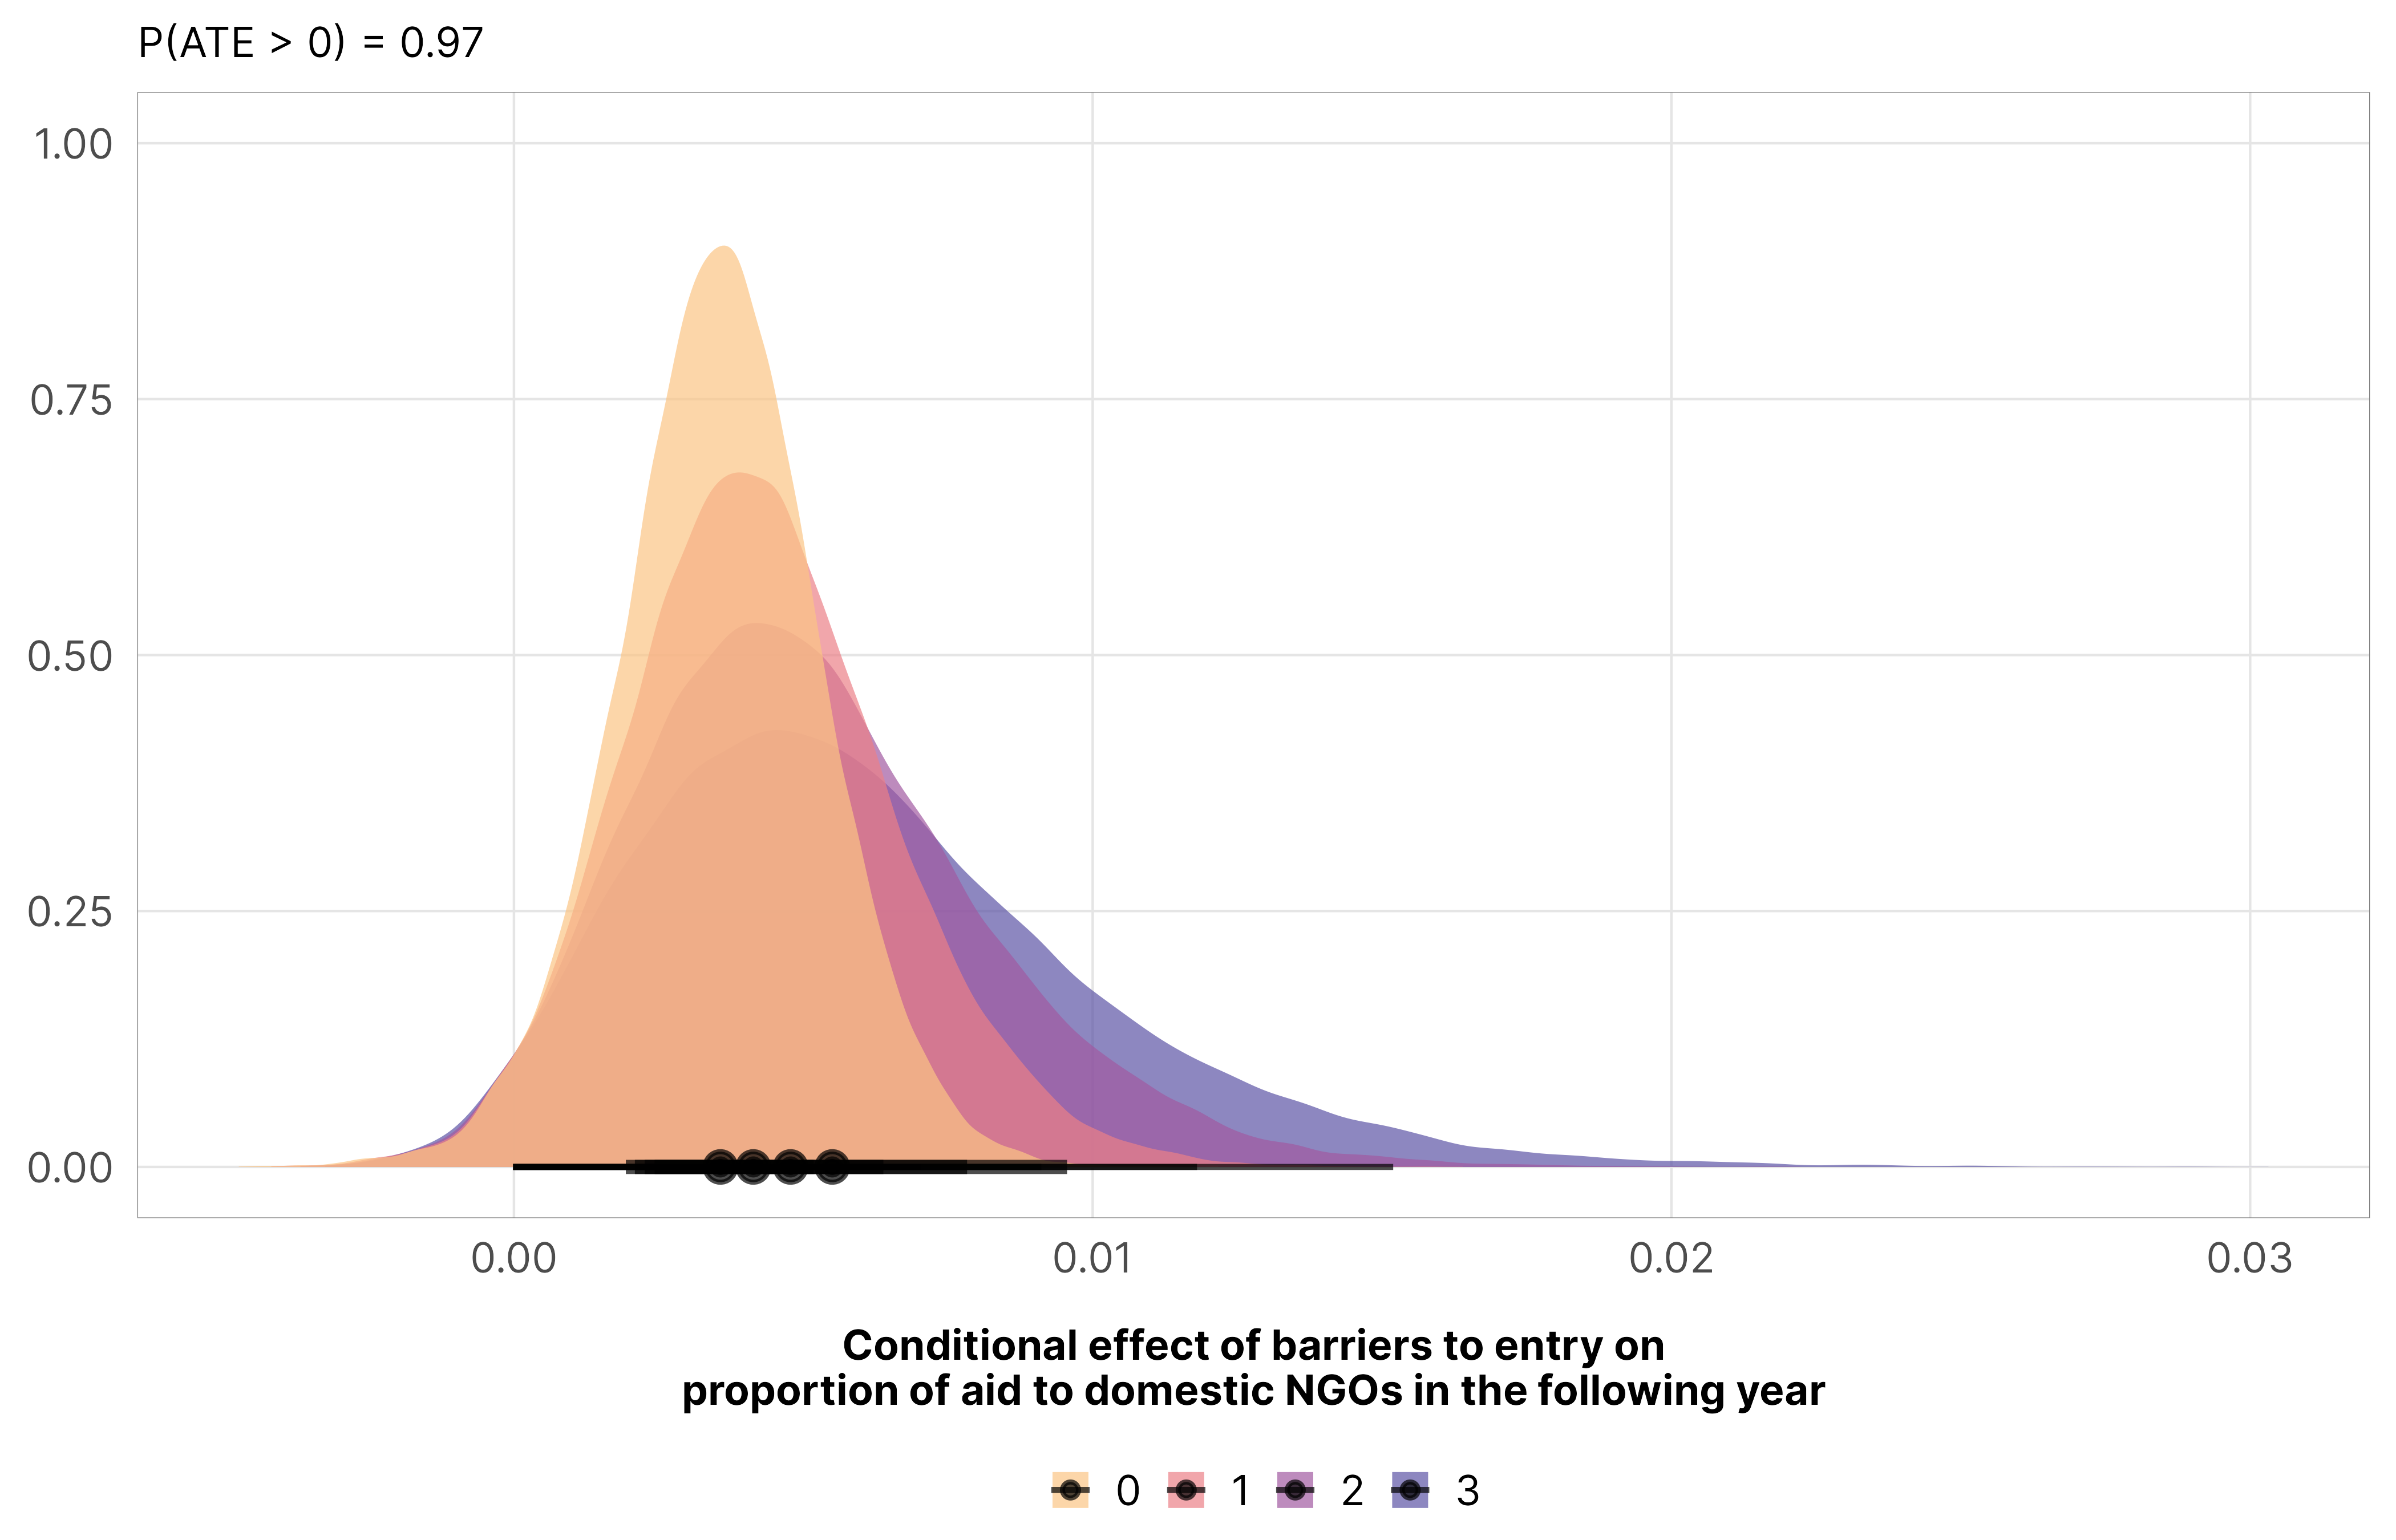 P(ATE > 0) = 0.97
1.00
0.75
0.50
0.25
0.00
0.00 0.01 0.02 0.03
Conditional effect of barriers to entry on
proportion of aid to domestic NGOs in the following year
0 1 2 3